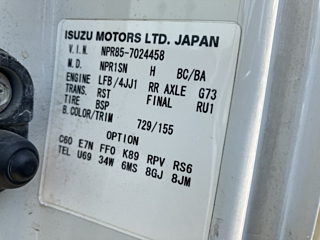 ISUZU MOTORS LTD. JAPAN
V.I.N. NPR85-7024458
M.D. NPR1SN H BC/BA
ENGINE LFB/4JJ1 RR AXLE G73
TRANS. RST FINAL RU1
TIRE BSP
B.COLOR/TRIM 729/155
OPTION
C60 E7N FF0 K89 RPV RS6
TEL U69 34W 6MS 8GJ 8JM